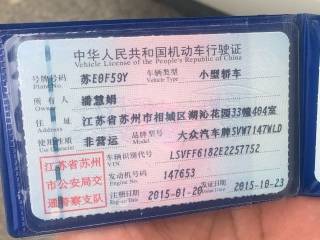 中华人民共和国机动车行驶证
Vehicle License of the People's Republic of China
号牌号码 苏E0F59Y 车辆类型 小型轿车
Plate No. Vehicle Type
所有人 潘慧娟
Owner
住址 江苏省苏州市相城区湖沁花园33幢404室
Address
使用性质 非营运 品牌型号 大众汽车牌SVW7147WLD
Use Character Model
江苏省苏州市公安局交通警察支队
车辆识别代号 LSVFF6182E2257752
VIN
发动机号码 147653
Engine No.
注册日期 2015-01-20 发证日期 2015-10-23
Register Date Issue Date